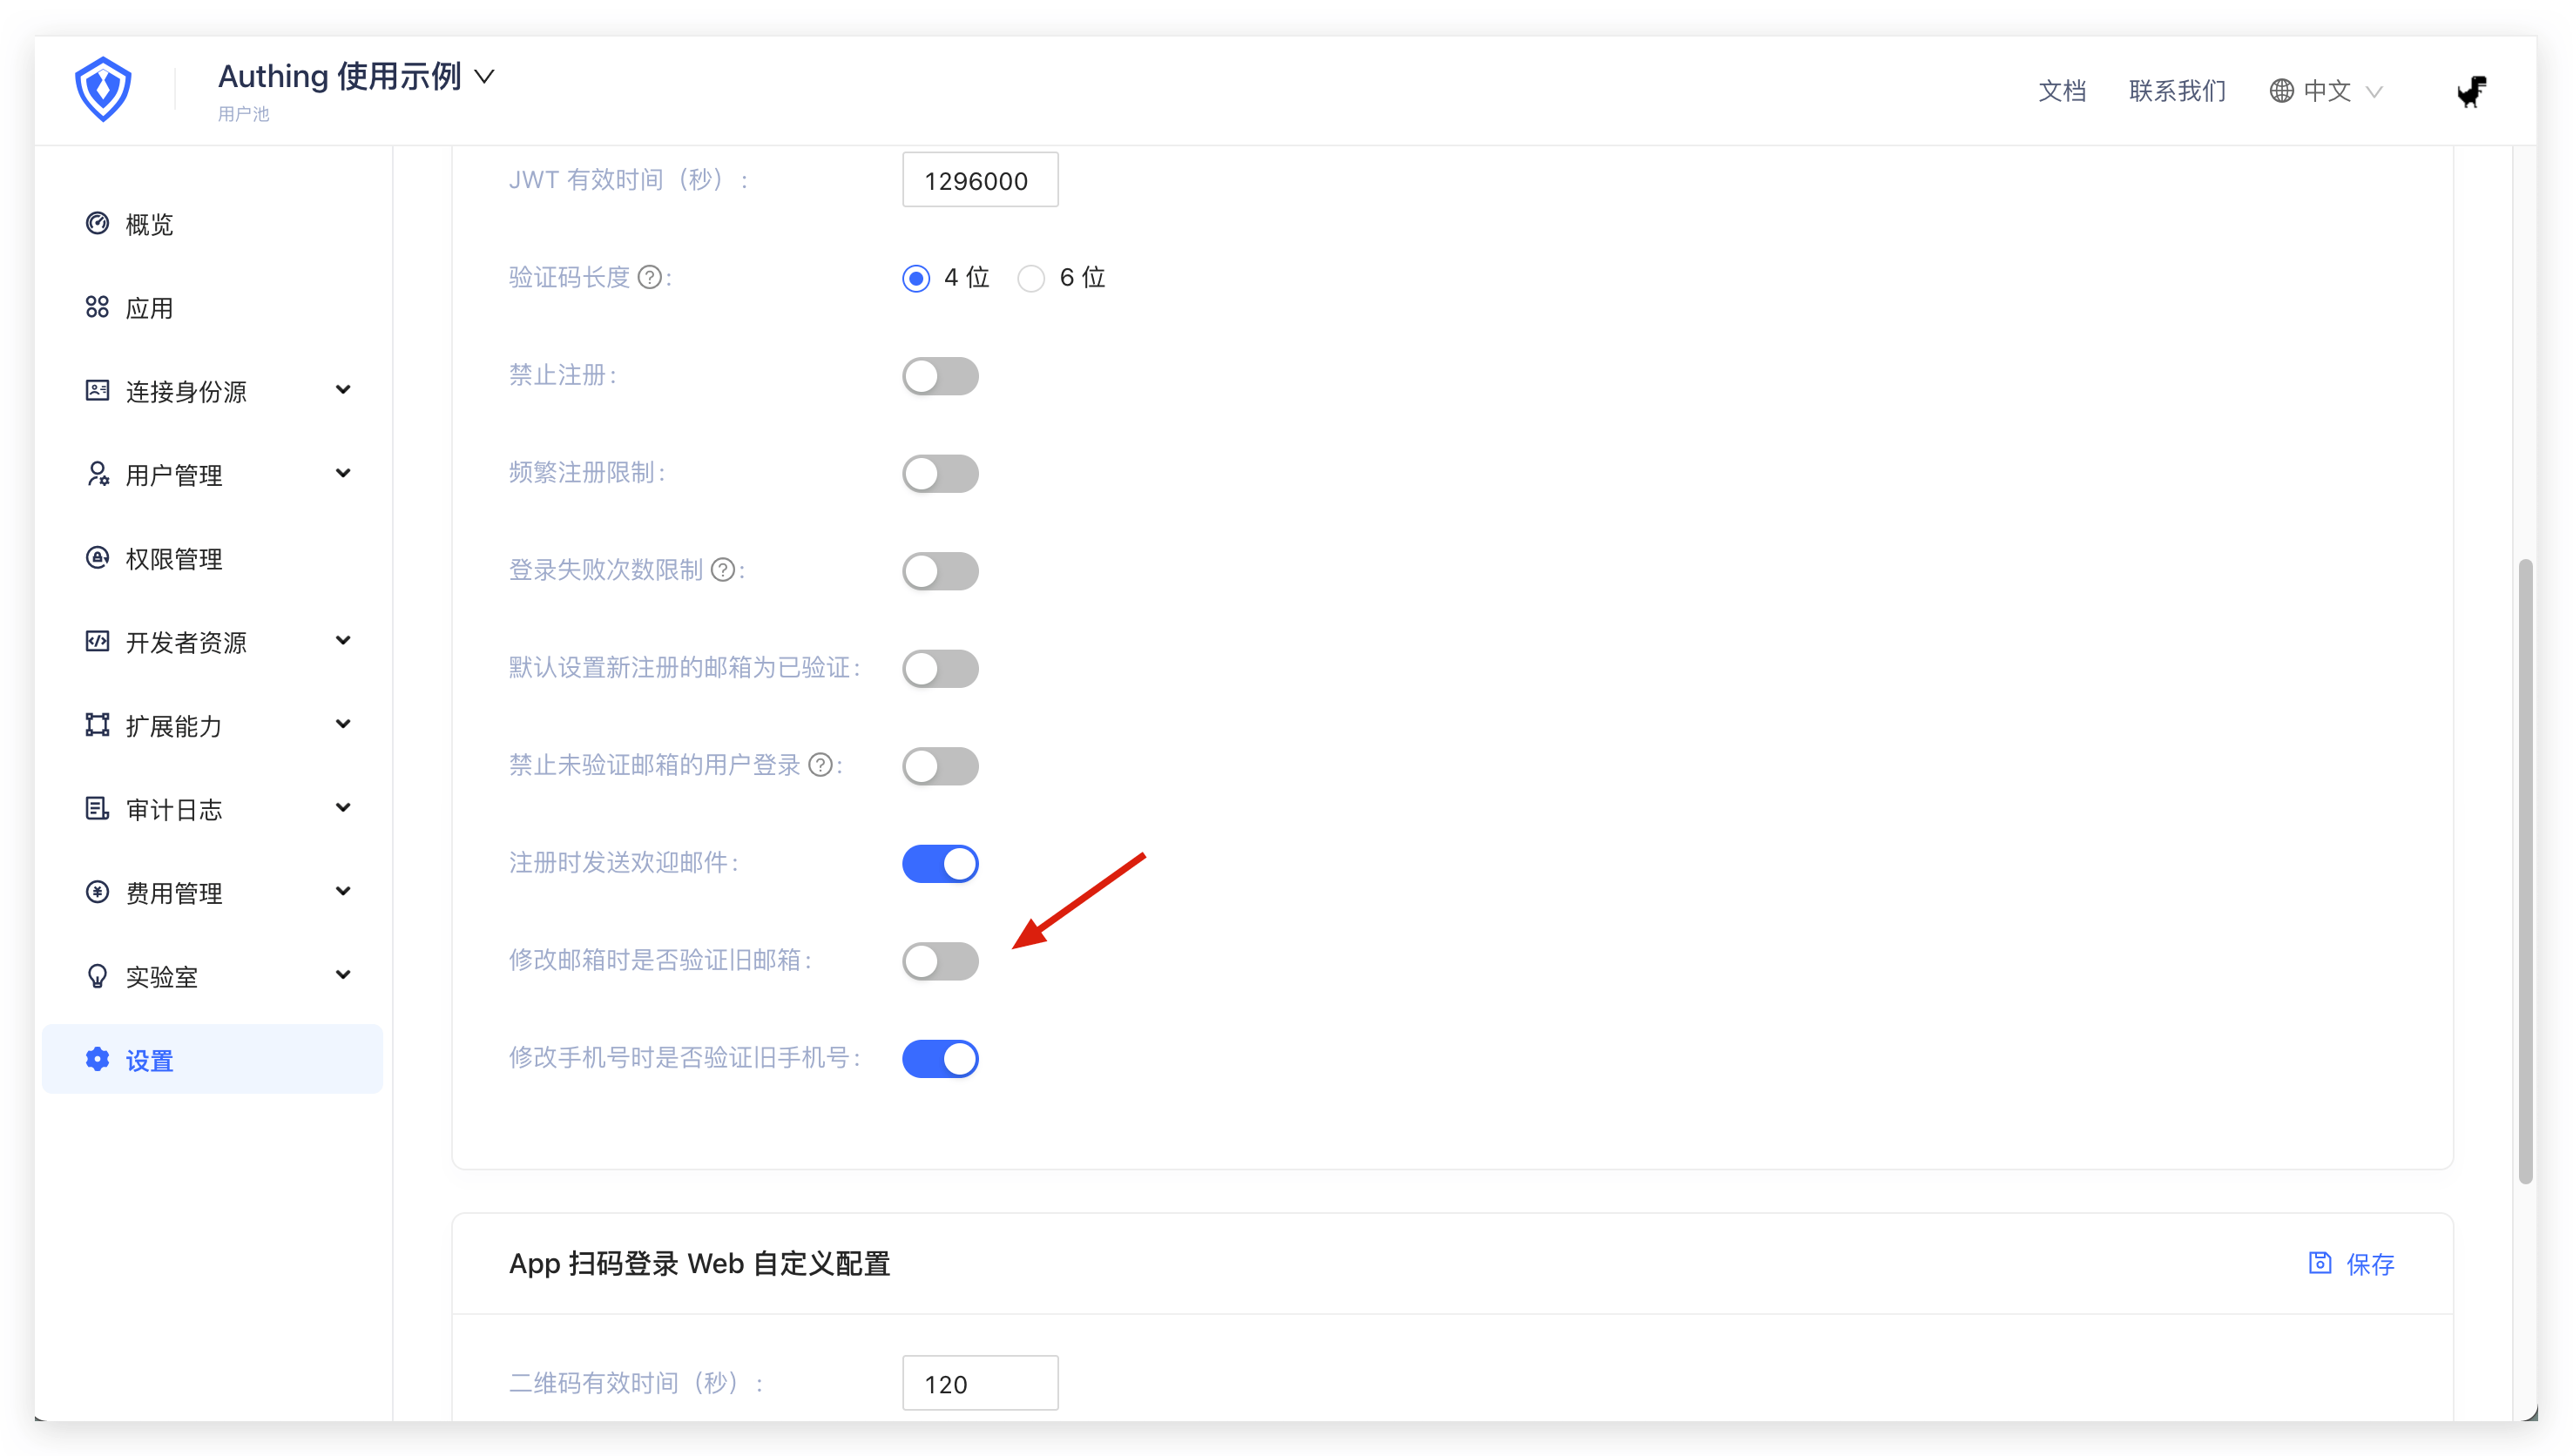 Authing 使用示例
用户池
文档
联系我们
中文
概览
应用
连接身份源
用户管理
权限管理
开发者资源
扩展能力
审计日志
费用管理
实验室
设置
JWT 有效时间（秒）: 1296000
验证码长度 ? : 4 位 6 位
禁止注册:
频繁注册限制:
登录失败次数限制 ? :
默认设置新注册的邮箱为已验证:
禁止未验证邮箱的用户登录 ? :
注册时发送欢迎邮件:
修改邮箱时是否验证旧邮箱:
修改手机号时是否验证旧手机号:
App 扫码登录 Web 自定义配置
保存
二维码有效时间（秒）: 120